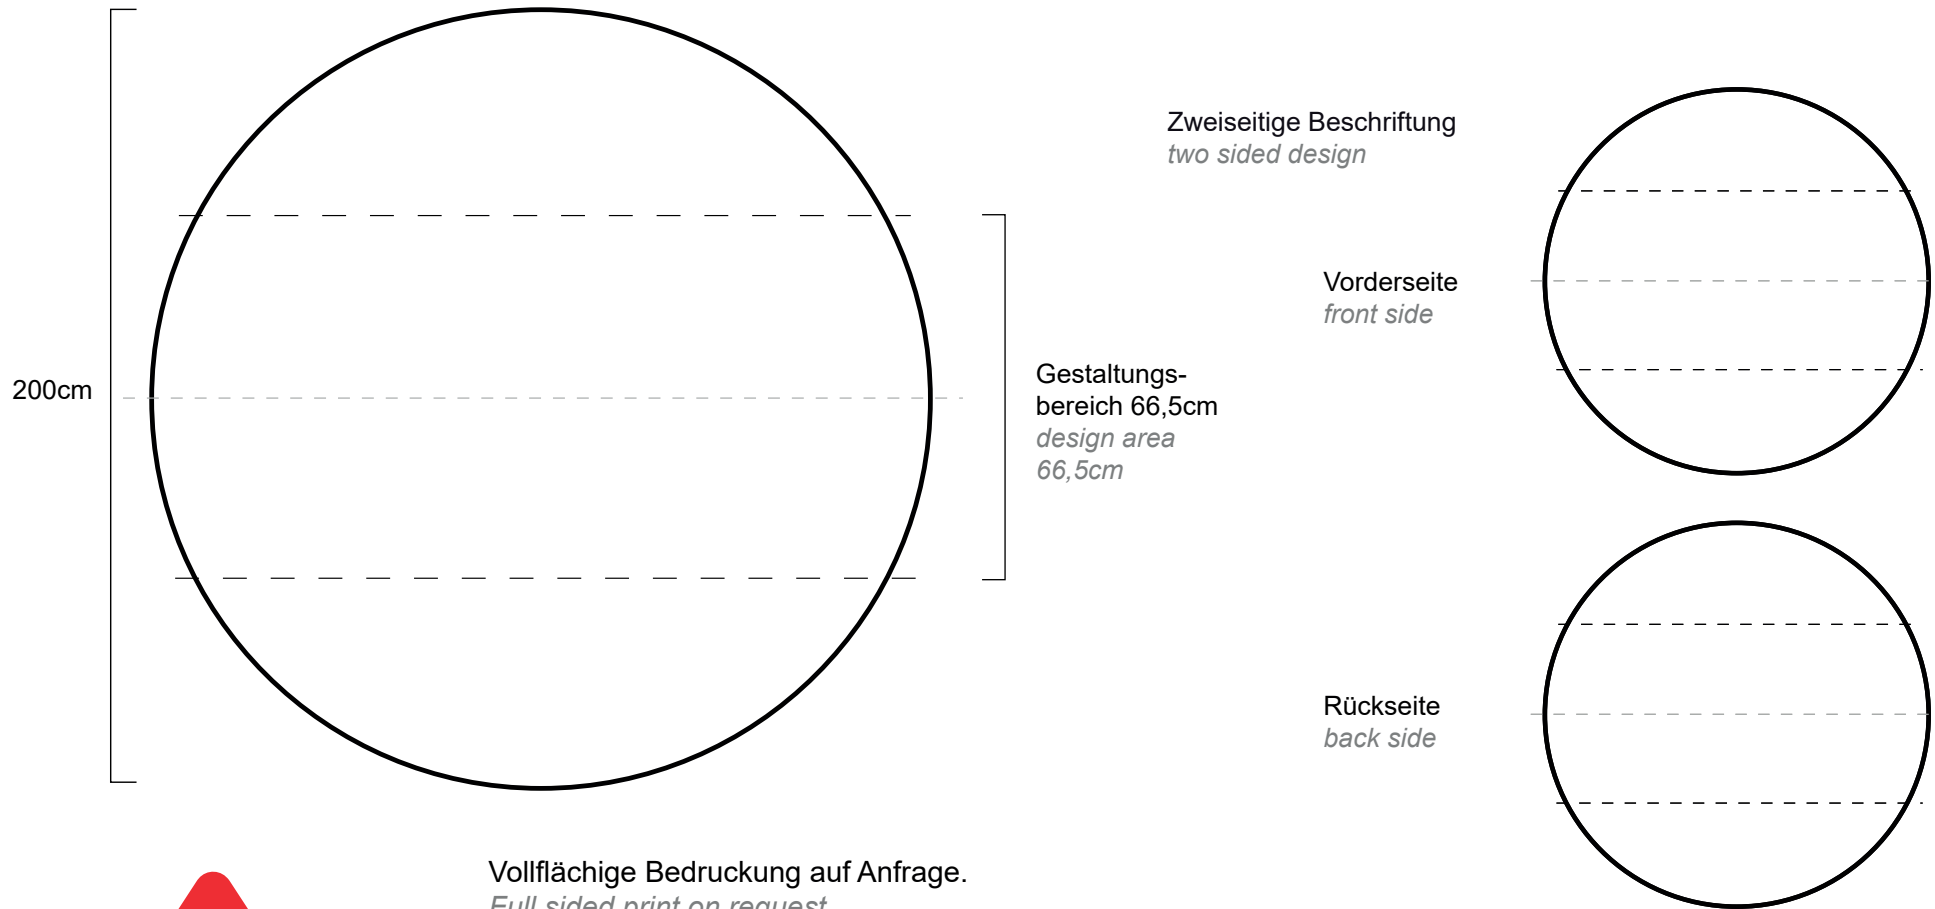 200cm
Gestaltungs-
bereich 66,5cm
design area
66,5cm
Zweiseitige Beschriftung
two sided design
Vorderseite
front side
Rückseite
back side
Vollflächige Bedruckung auf Anfrage.
Full sided print on request